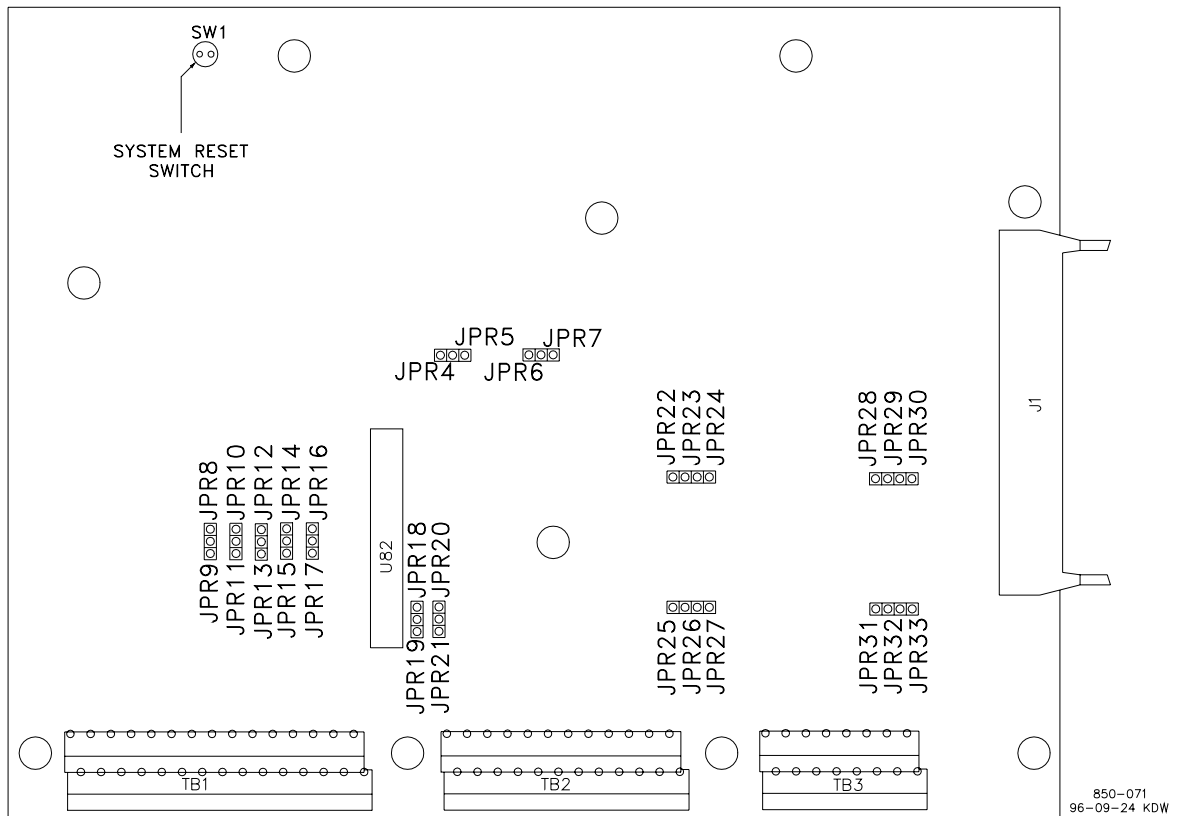 SW1
SYSTEM RESET
SWITCH
JPR5
JPR7
JPR4
JPR6
JPR22
JPR23
JPR24
JPR28
JPR29
JPR30
J1
JPR8
JPR10
JPR12
JPR14
JPR16
U82
JPR18
JPR20
JPR9
JPR11
JPR13
JPR15
JPR17
JPR19
JPR21
JPR25
JPR26
JPR27
JPR31
JPR32
JPR33
TB1
TB2
TB3
850-071
96-09-24 KDW